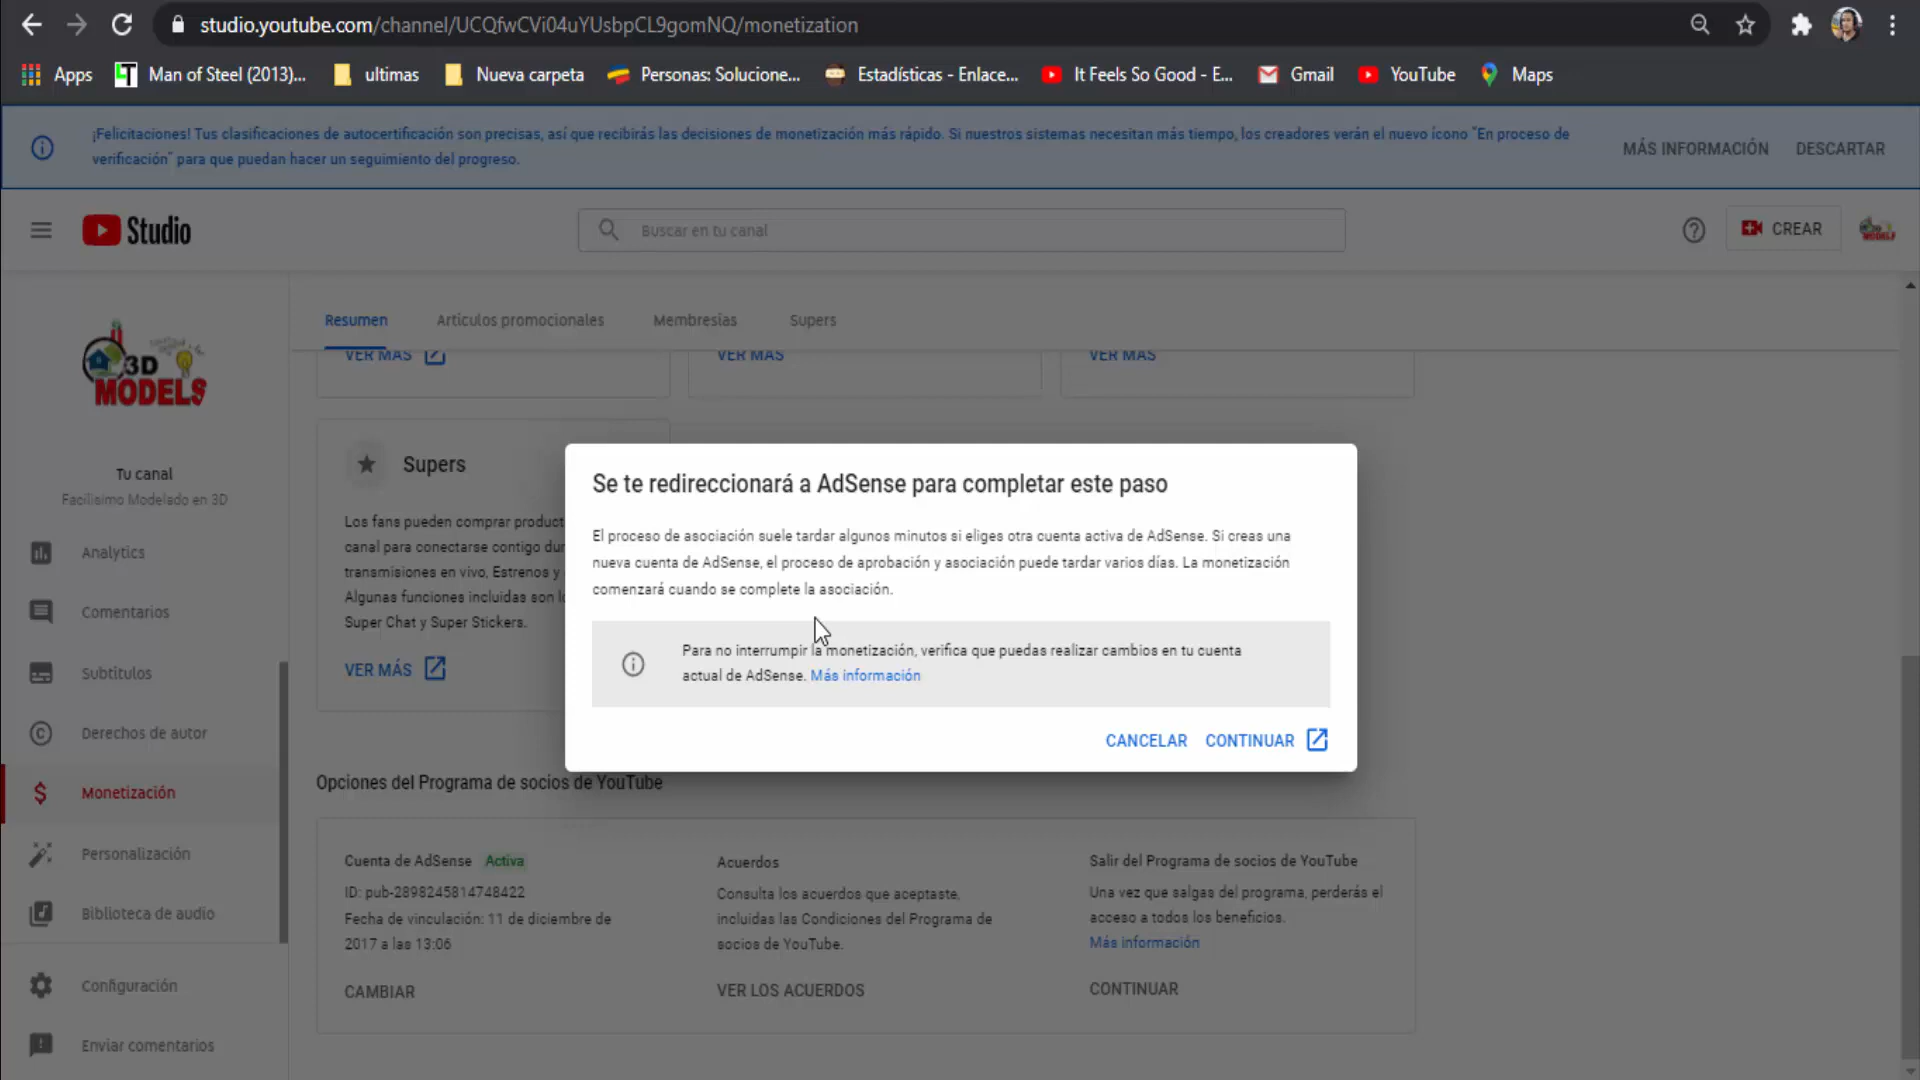 studio.youtube.com/channel/UCQfwCVi04uYUsbpCL9gomNQ/monetization
Apps
Man of Steel (2013)...
ultimas
Nueva carpeta
Personas: Solucione...
Estadísticas - Enlace...
It Feels So Good - E...
Gmail
YouTube
Maps
¡Felicitaciones! Tus clasificaciones de autocertificación son precisas, así que recibirás las decisiones de monetización más rápido. Si nuestros sistemas necesitan más tiempo, los creadores verán el nuevo ícono "En proceso de
verificación" para que puedan hacer un seguimiento del progreso.
MÁS INFORMACIÓN
DESCARTAR
Studio
Buscar en tu canal
CREAR
3D
MODELS
Tu canal
Facilisimo Modelado en 3D
Analytics
Comentarios
Subtítulos
Derechos de autor
Monetización
Personalización
Biblioteca de audio
Configuración
Enviar comentarios
Resumen
Artículos promocionales
Membresías
Supers
VER MÁS
VER MÁS
VER MÁS
Supers
Los fans pueden comprar product
canal para conectarse contigo dur
transmisiones en vivo, Estrenos y
Algunas funciones incluidas son l
Super Chat y Super Stickers.
VER MÁS
Se te redireccionará a AdSense para completar este paso
El proceso de asociación suele tardar algunos minutos si eliges otra cuenta activa de AdSense. Si creas una
nueva cuenta de AdSense, el proceso de aprobación y asociación puede tardar varios días. La monetización
comenzará cuando se complete la asociación.
Para no interrumpir la monetización, verifica que puedas realizar cambios en tu cuenta
actual de AdSense. Más información
CANCELAR
CONTINUAR
Opciones del Programa de socios de YouTube
Cuenta de AdSense Activa
ID: pub-2898245814748422
Fecha de vinculación: 11 de diciembre de
2017 a las 13:06
CAMBIAR
Acuerdos
Consulta los acuerdos que aceptaste,
incluidas las Condiciones del Programa de
socios de YouTube.
VER LOS ACUERDOS
Salir del Programa de socios de YouTube
Una vez que salgas del programa, perderás el
acceso a todos los beneficios.
Más información
CONTINUAR